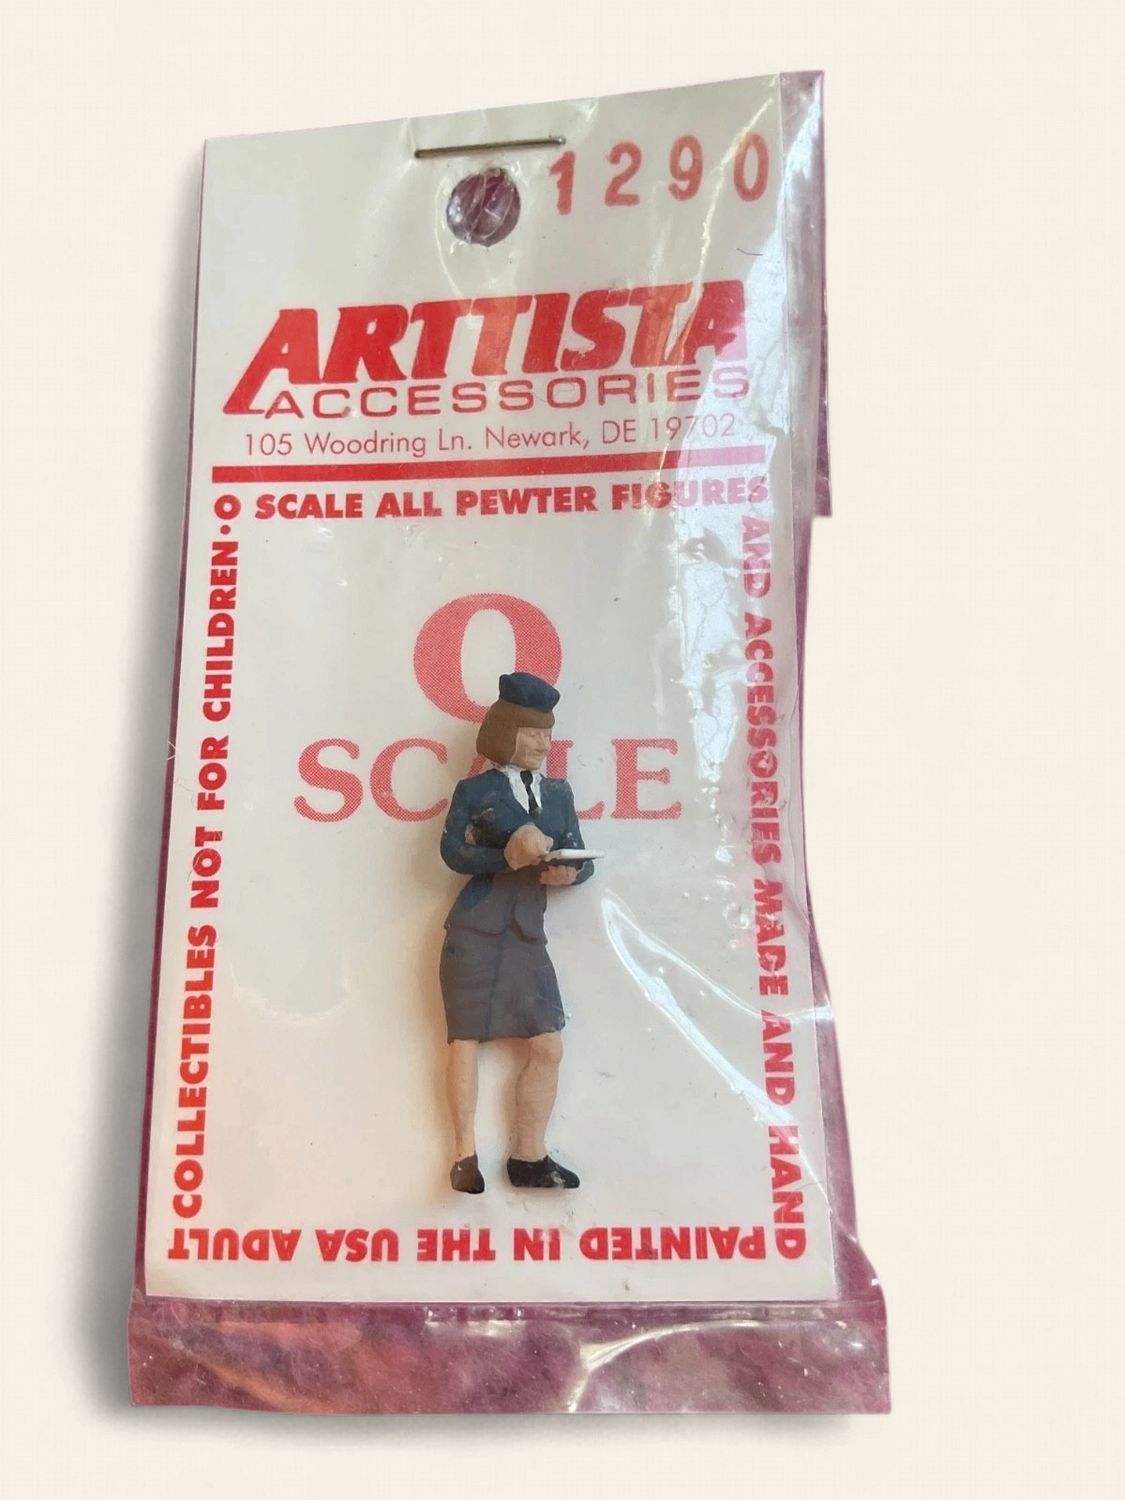 1290
ARTTISTA
ACCESSORIES
105 Woodring Ln. Newark, DE 19702
O SCALE ALL PEWTER FIGURES
AND ACCESSORIES MADE AND HAND
PAINTED IN THE USA ADULT
COLLECTIBLES NOT FOR CHILDREN •
O
SCALE